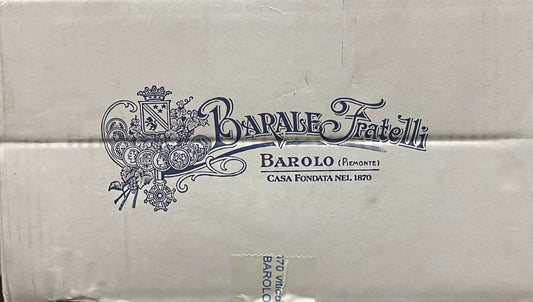 BARALE Fratelli
BAROLO (PIEMONTE)
CASA FONDATA NEL 1870
BAROLO